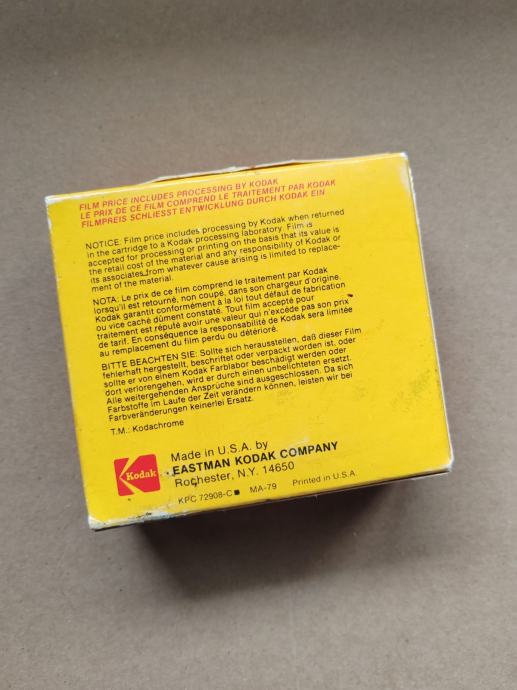 FILM PRICE INCLUDES PROCESSING BY KODAK
LE PRIX DE CE FILM COMPREND LE TRAITEMENT PAR KODAK
FILMPREIS SCHLIESST ENTWICKLUNG DURCH KODAK EIN
NOTICE: Film price includes processing by Kodak when returned
in the cartridge to a Kodak processing laboratory. Film is
accepted for processing or printing on the basis that its value is
the retail cost of the material and any responsibility of Kodak or
its associates from whatever cause arising is limited to replace-
ment of the material.
NOTA: Le prix de ce film comprend le traitement par Kodak
lorsqu'il est retourné, non coupé, dans son chargeur d'origine.
Kodak garantit conformément à la loi tout défaut de fabrication
ou vice caché dûment constaté. Tout film accepté pour
traitement est réputé avoir une valeur qui n'excède pas son prix
de tarif. En conséquence la responsabilité de Kodak sera limitée
au remplacement du film perdu ou détérioré.
BITTE BEACHTEN SIE: Sollte sich herausstellen, daß dieser Film
fehlerhaft hergestellt, beschriftet oder verpackt worden ist, oder
sollte er von einem Kodak Farblabor beschädigt werden oder
dort verlorengehen, wird er durch einen unbelichteten ersetzt.
Alle weitergehenden Ansprüche sind ausgeschlossen. Da sich
Farbstoffe im Laufe der Zeit verändern können, leisten wir bei
Farbveränderungen keinerlei Ersatz.
T.M.: Kodachrome
Kodak
Made in U.S.A. by
EASTMAN KODAK COMPANY
Rochester, N.Y. 14650
KPC 72908-C■ MA-79 Printed in U.S.A.